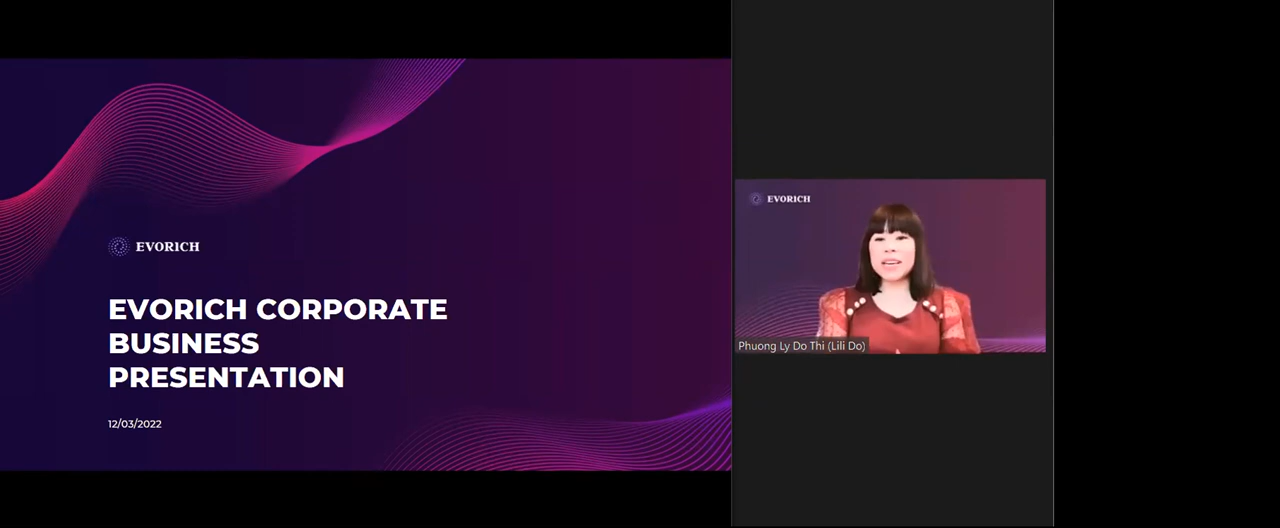 EVORICH
EVORICH CORPORATE
BUSINESS
PRESENTATION
12/03/2022
EVORICH
Phuong Ly Do Thi (Lili Do)